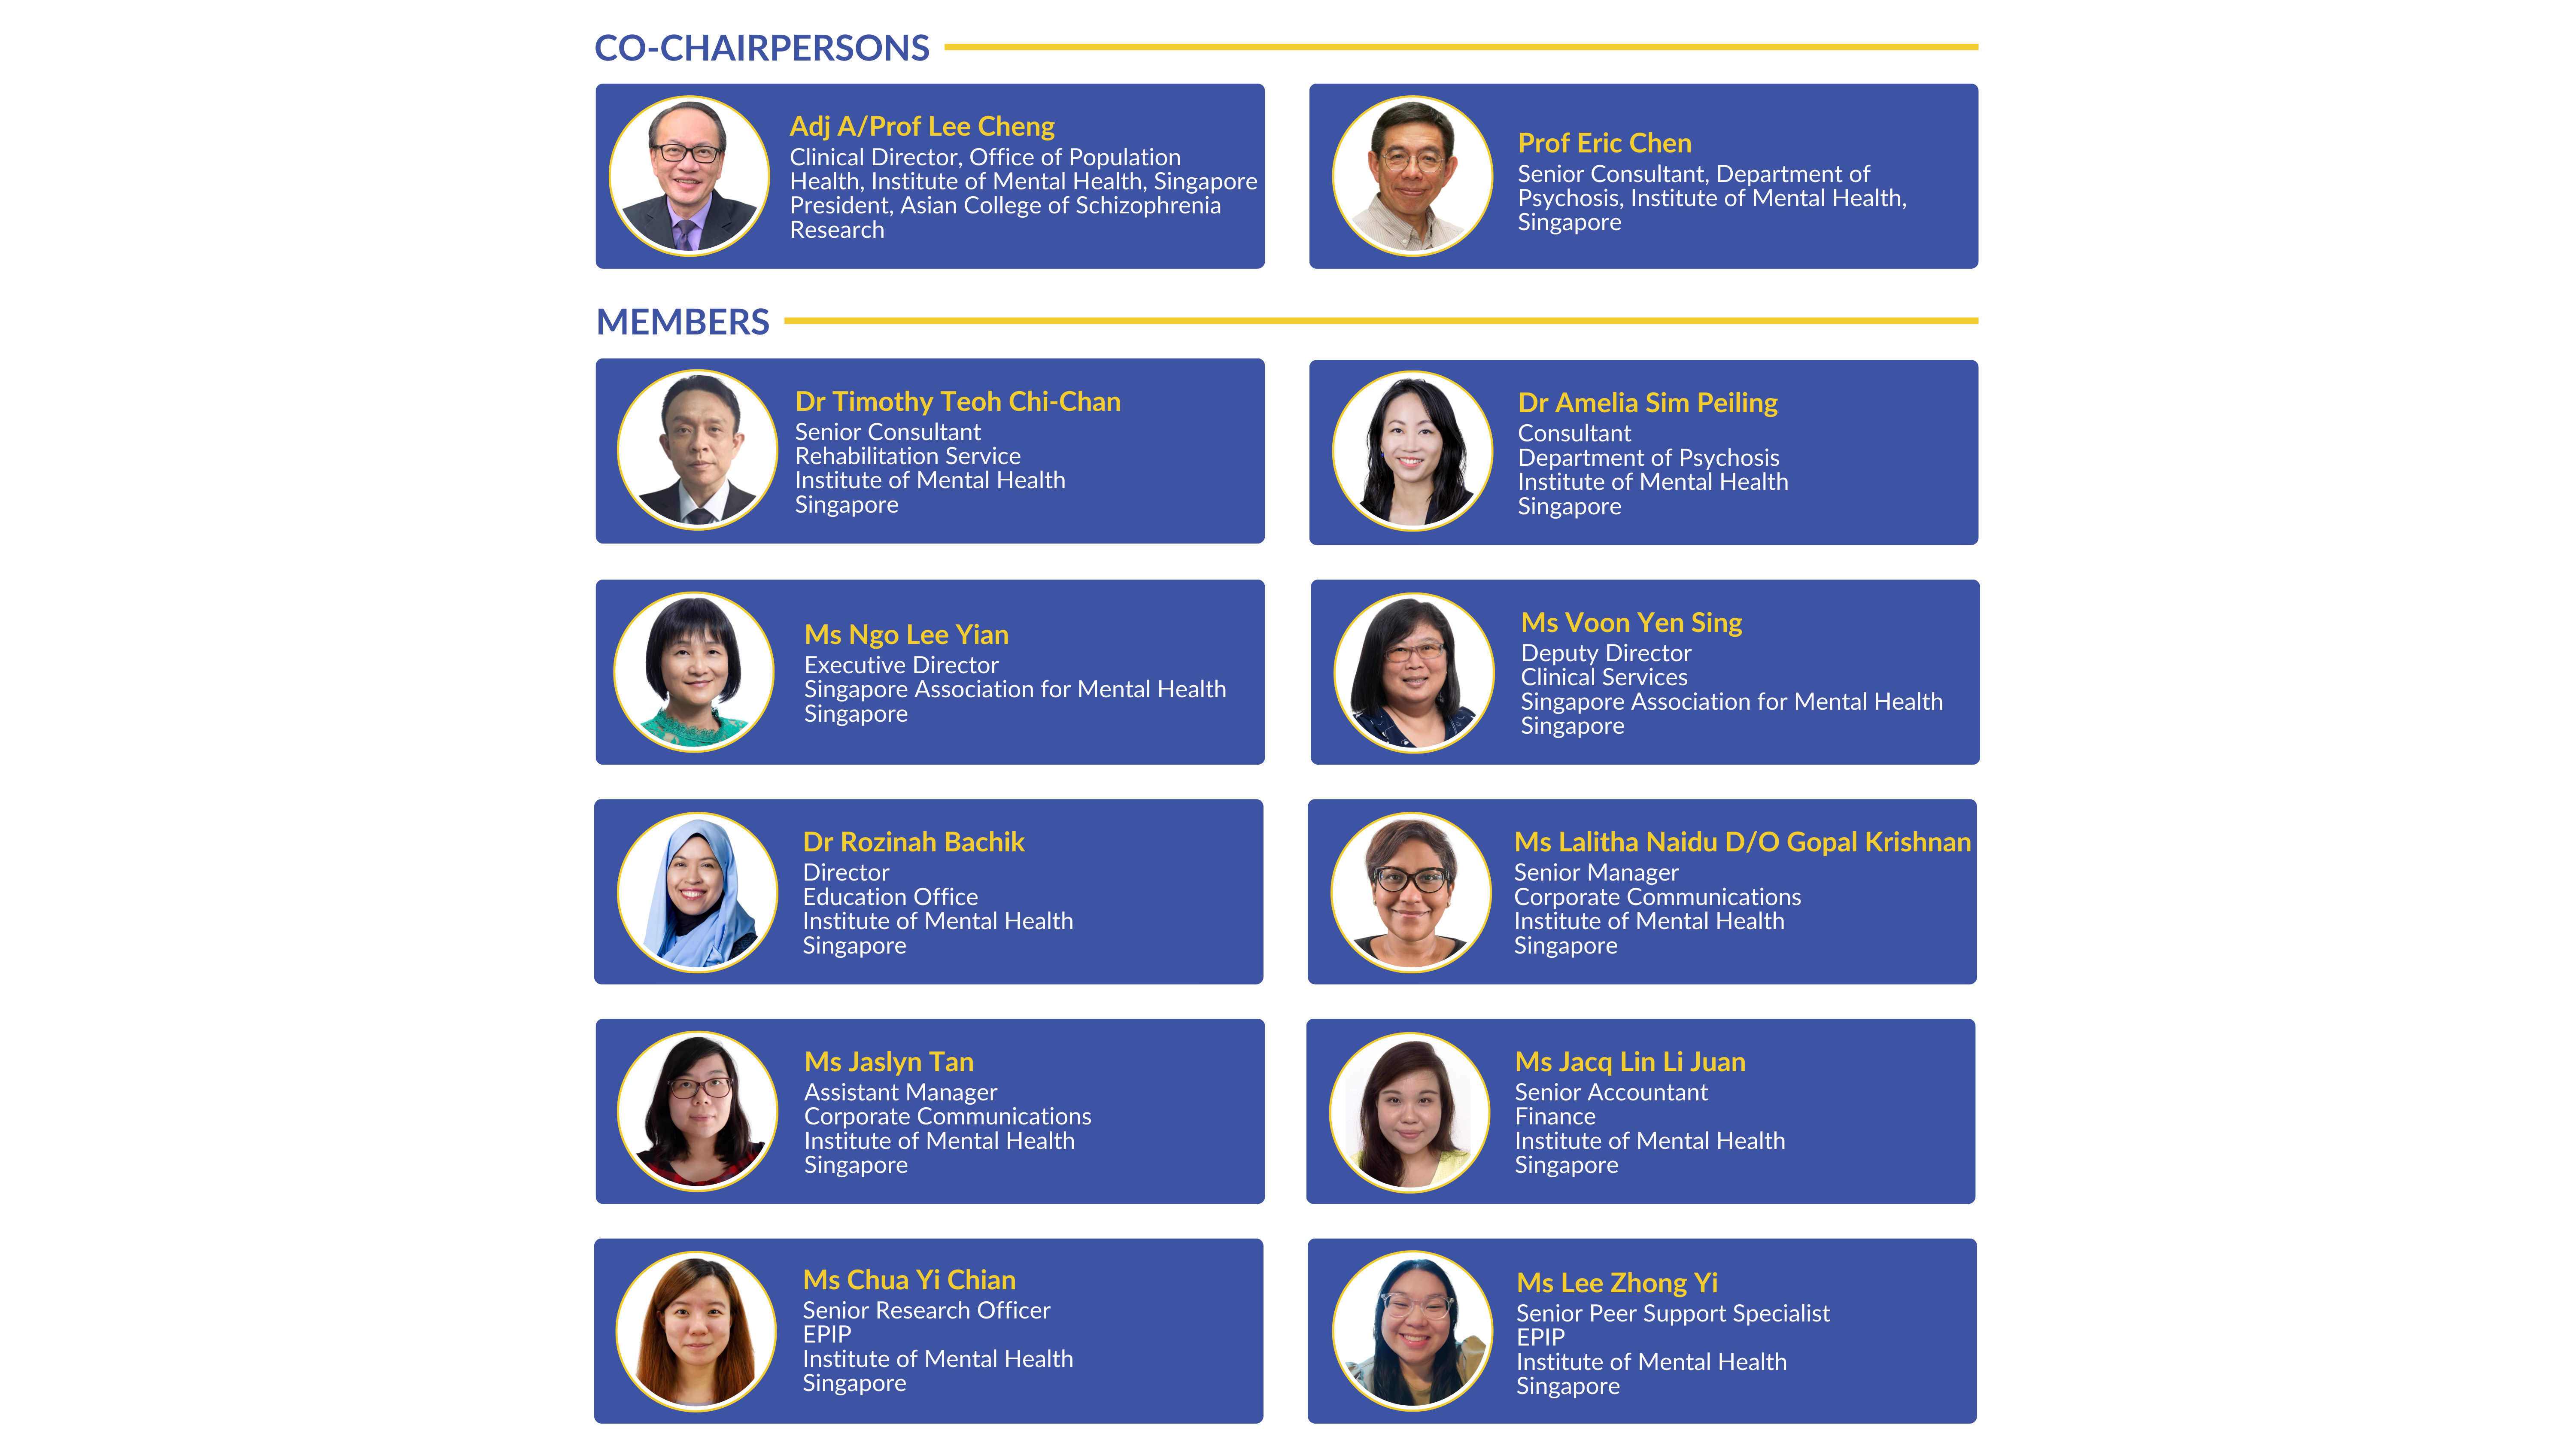 CO-CHAIRPERSONS
Adj A/Prof Lee Cheng
Clinical Director, Office of Population
Health, Institute of Mental Health, Singapore
President, Asian College of Schizophrenia
Research
Prof Eric Chen
Senior Consultant, Department of
Psychosis, Institute of Mental Health,
Singapore
MEMBERS
Dr Timothy Teoh Chi-Chan
Senior Consultant
Rehabilitation Service
Institute of Mental Health
Singapore
Dr Amelia Sim Peiling
Consultant
Department of Psychosis
Institute of Mental Health
Singapore
Ms Ngo Lee Yian
Executive Director
Singapore Association for Mental Health
Singapore
Ms Voon Yen Sing
Deputy Director
Clinical Services
Singapore Association for Mental Health
Singapore
Dr Rozinah Bachik
Director
Education Office
Institute of Mental Health
Singapore
Ms Lalitha Naidu D/O Gopal Krishnan
Senior Manager
Corporate Communications
Institute of Mental Health
Singapore
Ms Jaslyn Tan
Assistant Manager
Corporate Communications
Institute of Mental Health
Singapore
Ms Jacq Lin Li Juan
Senior Accountant
Finance
Institute of Mental Health
Singapore
Ms Chua Yi Chian
Senior Research Officer
EPIP
Institute of Mental Health
Singapore
Ms Lee Zhong Yi
Senior Peer Support Specialist
EPIP
Institute of Mental Health
Singapore